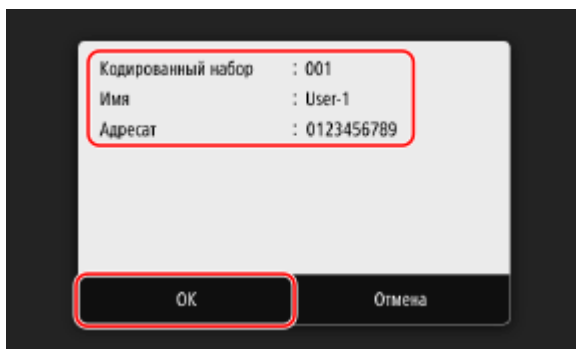 Кодированный набор : 001
Имя : User-1
Адресат : 0123456789
OK Отмена